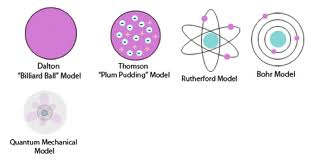 Dalton
"Billiard Ball" Model
Thomson
"Plum Pudding" Model
Rutherford Model
Bohr Model
Quantum Mechanical
Model